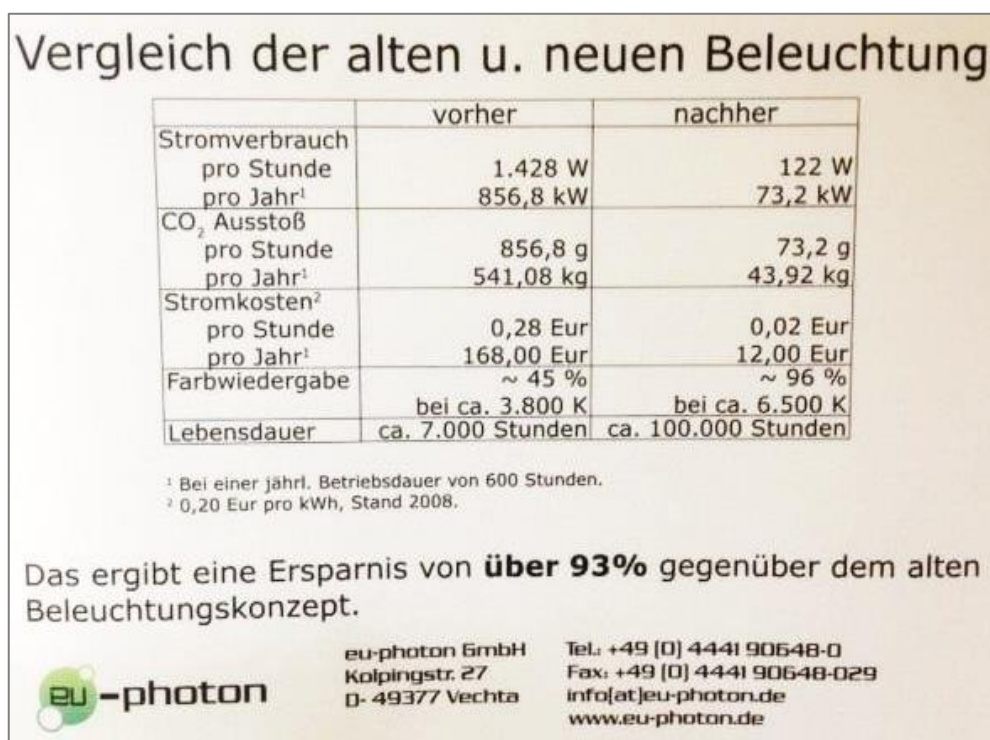 Vergleich der alten u. neuen Beleuchtung
vorher nachher
Stromverbrauch
pro Stunde 1.428 W 122 W
pro Jahr¹ 856,8 kW 73,2 kW
CO₂ Ausstoß
pro Stunde 856,8 g 73,2 g
pro Jahr¹ 541,08 kg 43,92 kg
Stromkosten²
pro Stunde 0,28 Eur 0,02 Eur
pro Jahr¹ 168,00 Eur 12,00 Eur
Farbwiedergabe ~ 45 % ~ 96 %
bei ca. 3.800 K bei ca. 6.500 K
Lebensdauer ca. 7.000 Stunden ca. 100.000 Stunden
¹ Bei einer jährl. Betriebsdauer von 600 Stunden.
² 0,20 Eur pro kWh, Stand 2008.
Das ergibt eine Ersparnis von über 93% gegenüber dem alten
Beleuchtungskonzept.
eu-photon
eu-photon GmbH
Kolpingstr. 27
D- 49377 Vechta
Tel.: +49 (0) 4441 90648-0
Fax: +49 (0) 4441 90648-029
info[at]eu-photon.de
www.eu-photon.de